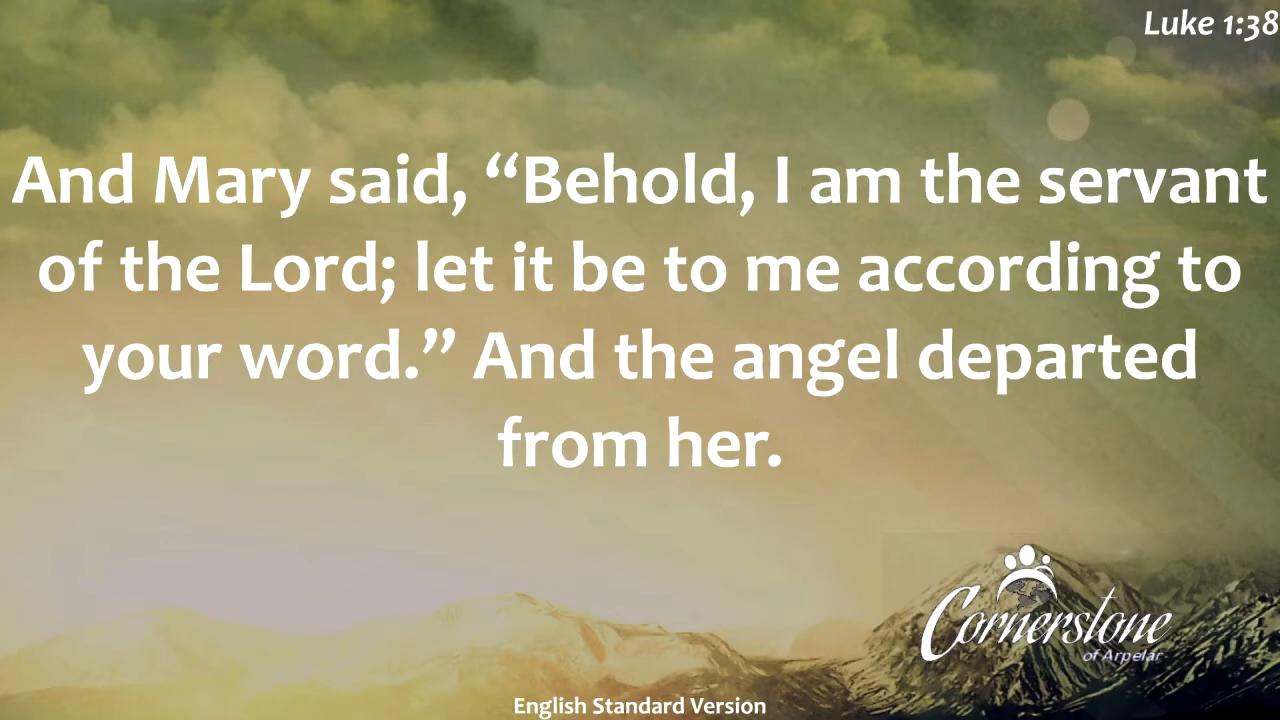 Luke 1:38
And Mary said, “Behold, I am the servant
of the Lord; let it be to me according to
your word.” And the angel departed
from her.
Cornerstone
of Arpelar
English Standard Version